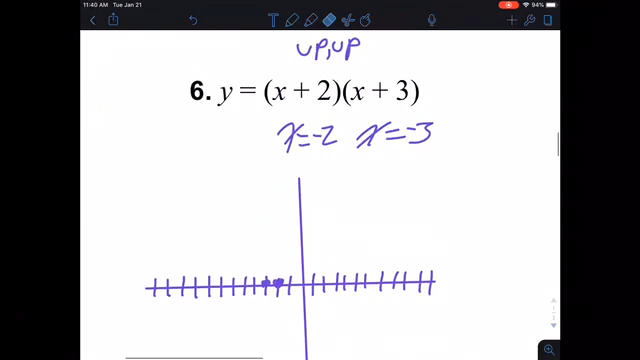 11:40 AM Tue Jan 21
94%
up, up
6. y = (x + 2)(x + 3)
x=-2 x=-3